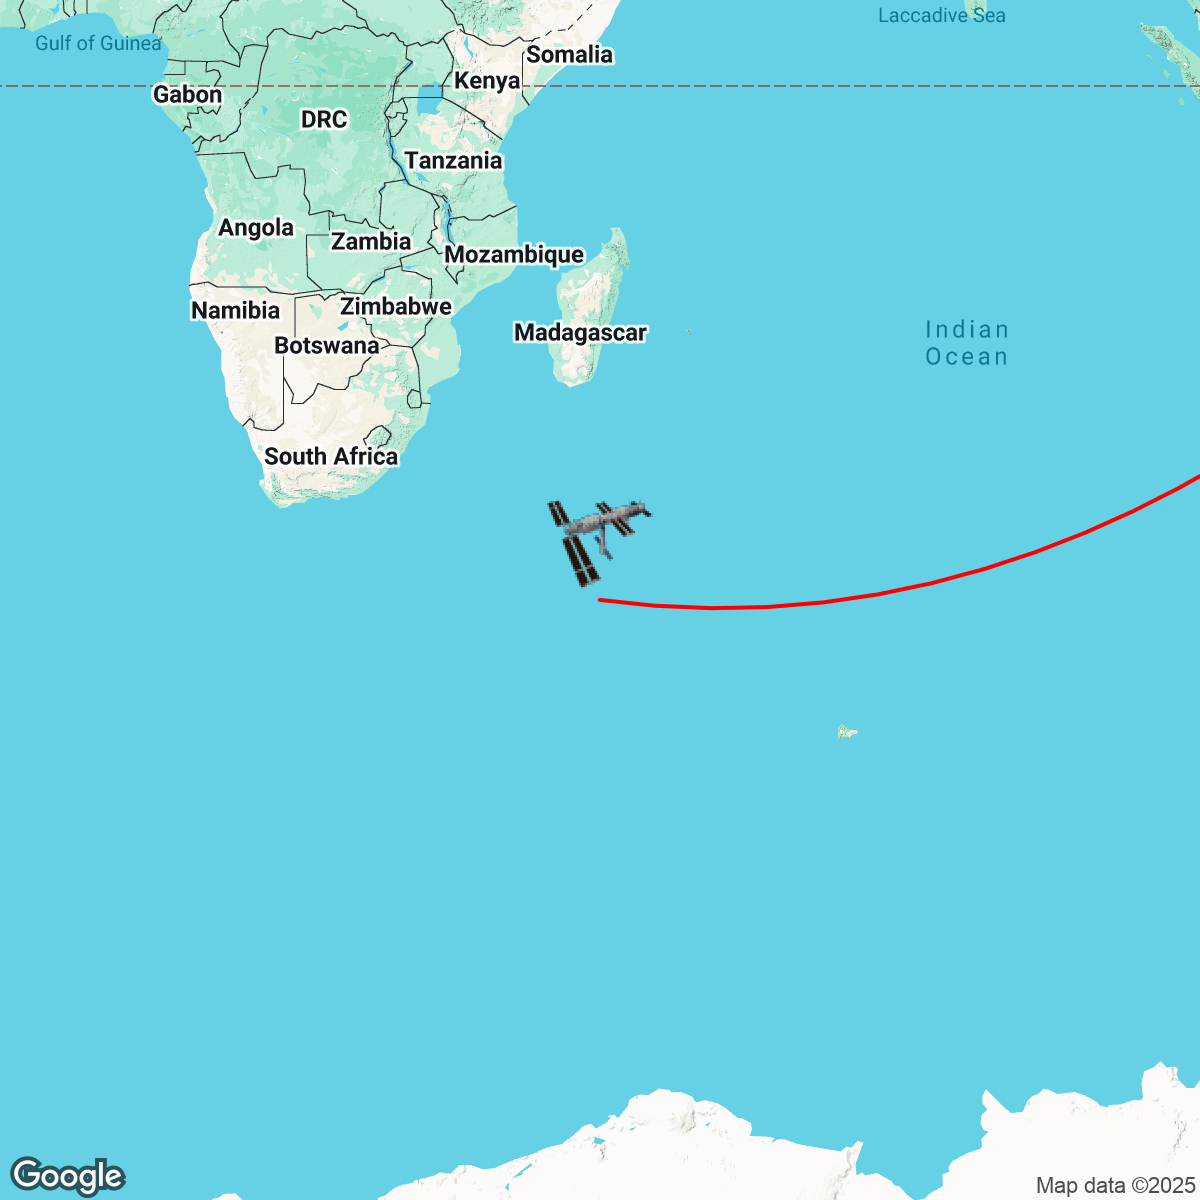 Laccadive Sea
Gulf of Guinea
Somalia
Kenya
Gabon
DRC
Tanzania
Angola
Zambia
Mozambique
Namibia
Zimbabwe
Madagascar
Botswana
Indian
Ocean
South Africa
Google
Map data ©2025